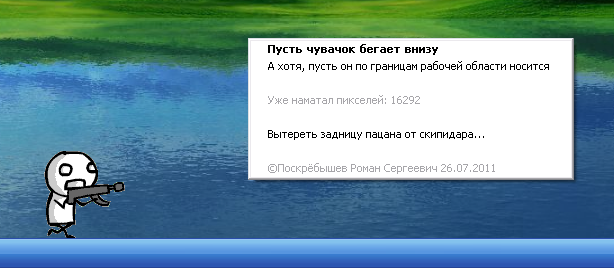 Пусть чувачок бегает внизу
А хотя, пусть он по границам рабочей области носится
Уже наматал пикселей: 16292
Вытереть задницу пацана от скипидара...
©Поскрёбышев Роман Сергеевич 26.07.2011